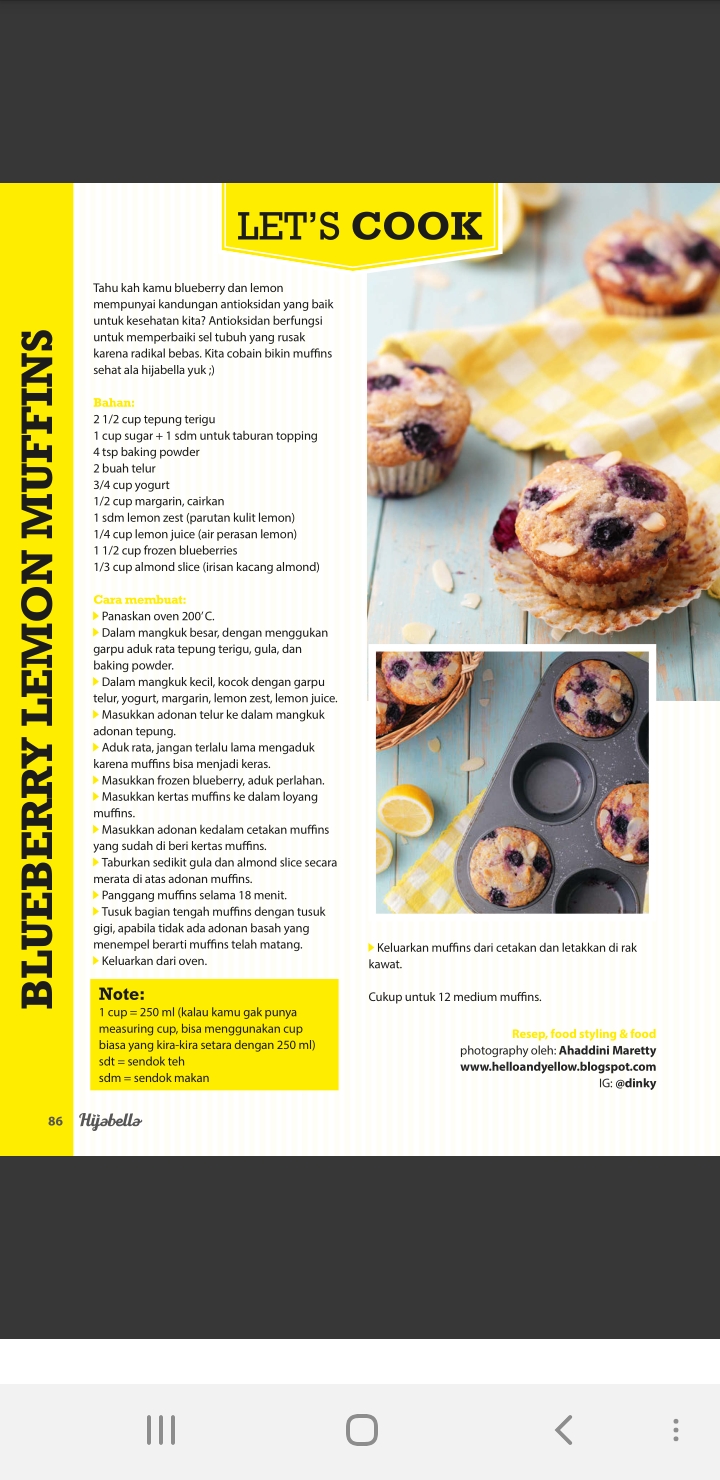 LET'S COOK
BLUEBERRY LEMON MUFFINS
Tahu kah kamu blueberry dan lemon
mempunyai kandungan antioksidan yang baik
untuk kesehatan kita? Antioksidan berfungsi
untuk memperbaiki sel tubuh yang rusak
karena radikal bebas. Kita cobain bikin muffins
sehat ala hijabella yuk ;)
Bahan:
2 1/2 cup tepung terigu
1 cup sugar + 1 sdm untuk taburan topping
4 tsp baking powder
2 buah telur
3/4 cup yogurt
1/2 cup margarin, cairkan
1 sdm lemon zest (parutan kulit lemon)
1/4 cup lemon juice (air perasan lemon)
1 1/2 cup frozen blueberries
1/3 cup almond slice (irisan kacang almond)
Cara membuat:
Panaskan oven 200'C.
Dalam mangkuk besar, dengan menggukan
garpu aduk rata tepung terigu, gula, dan
baking powder.
Dalam mangkuk kecil, kocok dengan garpu
telur, yogurt, margarin, lemon zest, lemon juice.
Masukkan adonan telur ke dalam mangkuk
adonan tepung.
Aduk rata, jangan terlalu lama mengaduk
karena muffins bisa menjadi keras.
Masukkan frozen blueberry, aduk perlahan.
Masukkan kertas muffins ke dalam loyang
muffins.
Masukkan adonan kedalam cetakan muffins
yang sudah di beri kertas muffins.
Taburkan sedikit gula dan almond slice secara
merata di atas adonan muffins.
Panggang muffins selama 18 menit.
Tusuk bagian tengah muffins dengan tusuk
gigi, apabila tidak ada adonan basah yang
menempel berarti muffins telah matang.
Keluarkan dari oven.
Note:
1 cup = 250 ml (kalau kamu gak punya
measuring cup, bisa menggunakan cup
biasa yang kira-kira setara dengan 250 ml)
sdt = sendok teh
sdm = sendok makan
Keluarkan muffins dari cetakan dan letakkan di rak
kawat.
Cukup untuk 12 medium muffins.
Resep, food styling & food
photography oleh: Ahaddini Maretty
www.helloandyellow.blogspot.com
IG: @dinky
86 Hijabella